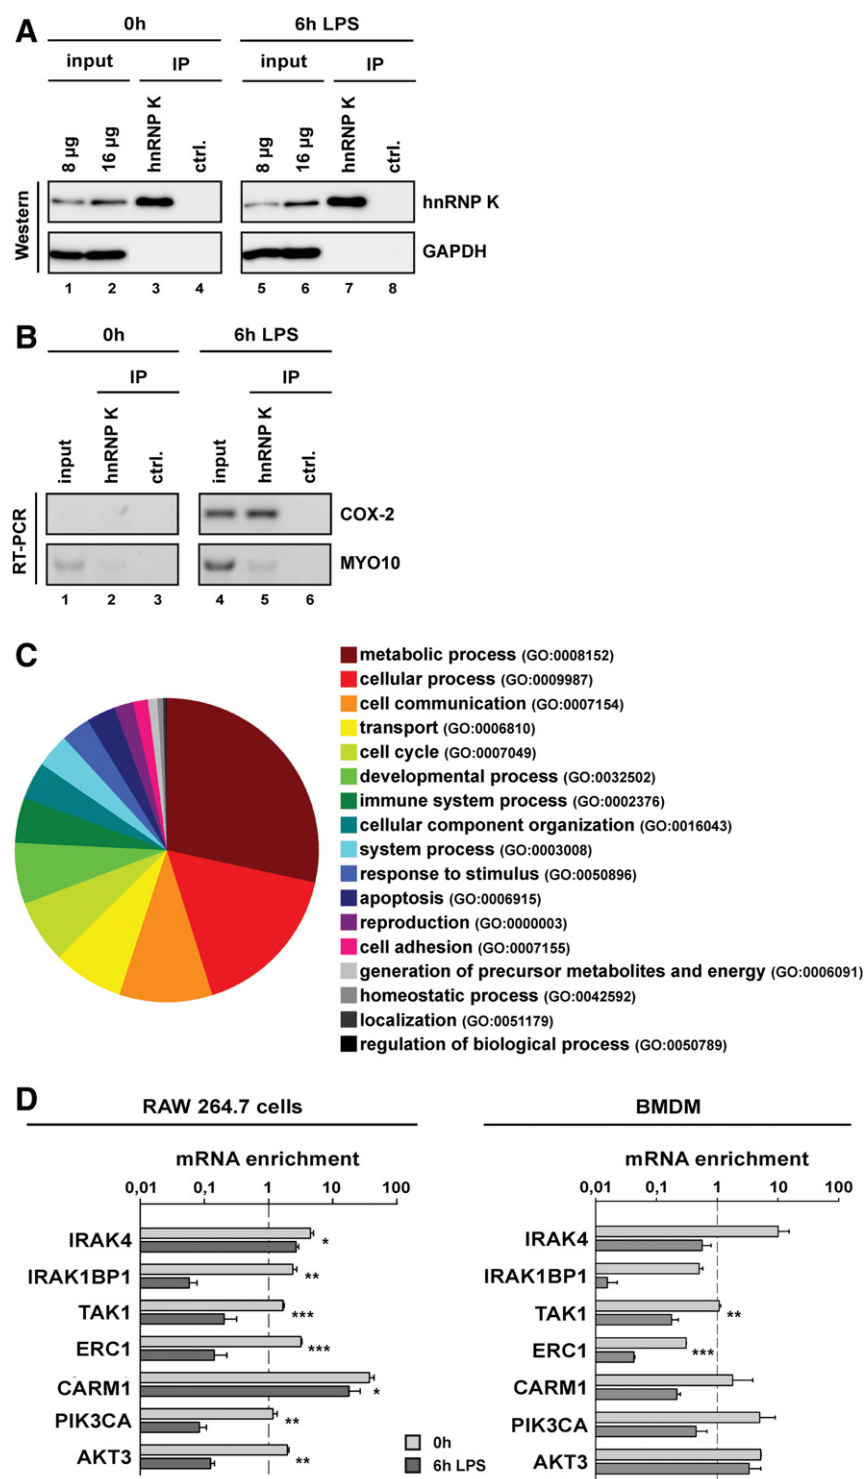 A
0h 6h LPS
input IP input IP
8 µg 16 µg hnRNP K ctrl. 8 µg 16 µg hnRNP K ctrl.
Western
hnRNP K
GAPDH
1 2 3 4 5 6 7 8
B
0h 6h LPS
IP IP
input hnRNP K ctrl. input hnRNP K ctrl.
RT-PCR
COX-2
MYO10
1 2 3 4 5 6
C
metabolic process (GO:0008152)
cellular process (GO:0009987)
cell communication (GO:0007154)
transport (GO:0006810)
cell cycle (GO:0007049)
developmental process (GO:0032502)
immune system process (GO:0002376)
cellular component organization (GO:0016043)
system process (GO:0003008)
response to stimulus (GO:0050896)
apoptosis (GO:0006915)
reproduction (GO:0000003)
cell adhesion (GO:0007155)
generation of precursor metabolites and energy (GO:0006091)
homeostatic process (GO:0042592)
localization (GO:0051179)
regulation of biological process (GO:0050789)
D
RAW 264.7 cells
mRNA enrichment
0,01 0,1 1 10 100
IRAK4 *
IRAK1BP1 **
TAK1 ***
ERC1 ***
CARM1 *
PIK3CA **
AKT3 **
0h
6h LPS
BMDM
mRNA enrichment
0,01 0,1 1 10 100
IRAK4
IRAK1BP1
TAK1 **
ERC1 ***
CARM1
PIK3CA
AKT3